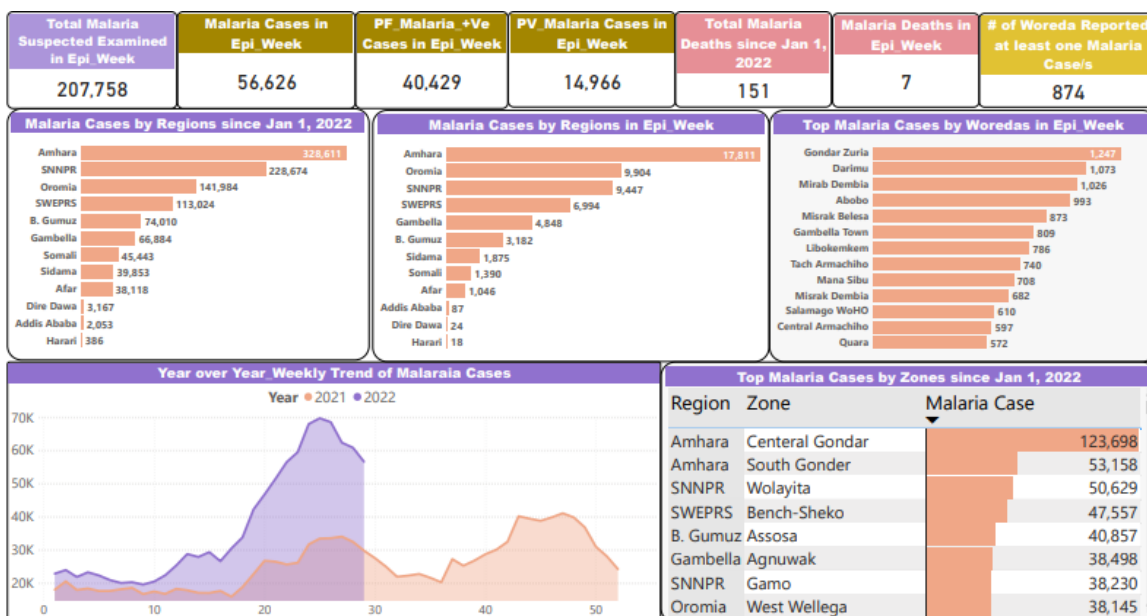 Total Malaria
Suspected Examined
in Epi_Week
207,758
Malaria Cases in
Epi_Week
56,626
PF_Malaria_+Ve
Cases in Epi_Week
40,429
PV_Malaria Cases in
Epi_Week
14,966
Total Malaria
Deaths since Jan 1,
2022
151
Malaria Deaths in
Epi_Week
7
# of Woreda Reported
at least one Malaria
Case/s
874
Malaria Cases by Regions since Jan 1, 2022
Amhara 328,611
SNNPR 228,674
Oromia 141,984
SWEPRS 113,024
B. Gumuz 74,010
Gambella 66,884
Somali 45,443
Sidama 39,853
Afar 38,118
Dire Dawa 3,167
Addis Ababa 2,053
Harari 386
Malaria Cases by Regions in Epi_Week
Amhara 17,811
Oromia 9,904
SNNPR 9,447
SWEPRS 6,994
Gambella 4,848
B. Gumuz 3,182
Sidama 1,875
Somali 1,390
Afar 1,046
Addis Ababa 87
Dire Dawa 24
Harari 18
Top Malaria Cases by Woredas in Epi_Week
Gondar Zuria 1,247
Darimu 1,073
Mirab Dembia 1,026
Abobo 993
Misrak Belesa 873
Gambella Town 809
Libokemkem 786
Tach Armachiho 740
Mana Sibu 708
Misrak Dembia 682
Salamago WoHO 610
Central Armachiho 597
Quara 572
Year over Year_Weekly Trend of Malaraia Cases
Year 2021 2022
70K
60K
50K
40K
30K
20K
0 10 20 30 40 50
Top Malaria Cases by Zones since Jan 1, 2022
Region Zone Malaria Case
Amhara Centeral Gondar 123,698
Amhara South Gonder 53,158
SNNPR Wolayita 50,629
SWEPRS Bench-Sheko 47,557
B. Gumuz Assosa 40,857
Gambella Agnuwak 38,498
SNNPR Gamo 38,230
Oromia West Wellega 38,145